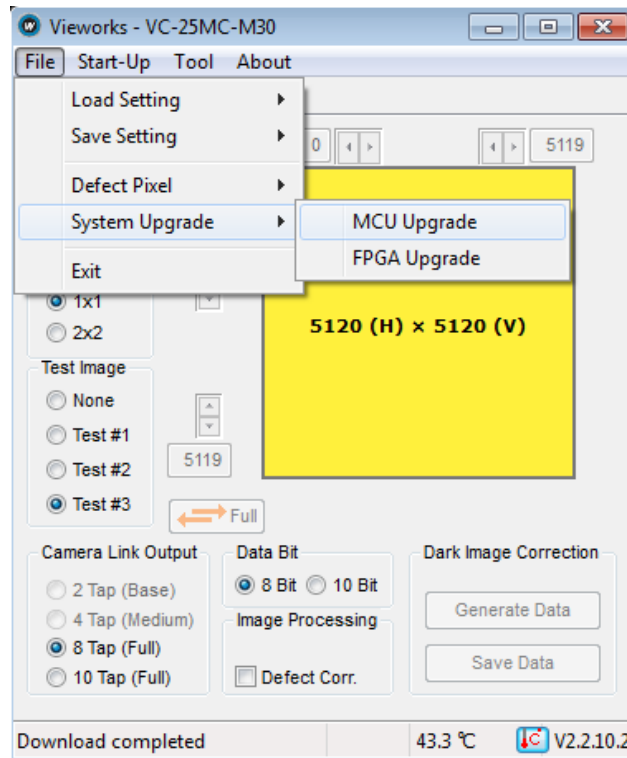 Vieworks - VC-25MC-M30
File Start-Up Tool About
Load Setting
Save Setting
Defect Pixel
System Upgrade
Exit
MCU Upgrade
FPGA Upgrade
0
5119
1x1
2x2
5120 (H) × 5120 (V)
Test Image
None
Test #1
Test #2
Test #3
5119
Full
Camera Link Output
2 Tap (Base)
4 Tap (Medium)
8 Tap (Full)
10 Tap (Full)
Data Bit
8 Bit 10 Bit
Image Processing
Defect Corr.
Dark Image Correction
Generate Data
Save Data
Download completed 43.3 ℃ V2.2.10.2